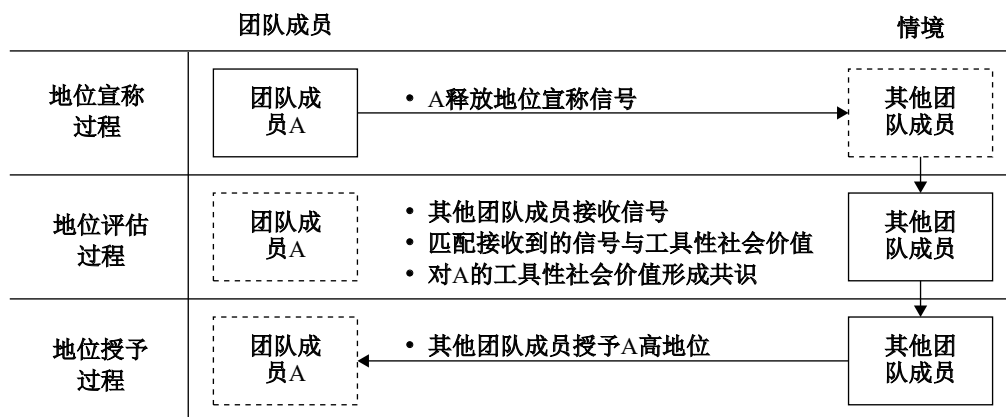 团队成员 情境
地位宣称
过程
团队成
员A
• A释放地位宣称信号
其他团
队成员
地位评估
过程
团队成
员A
• 其他团队成员接收信号
• 匹配接收到的信号与工具性社会价值
• 对A的工具性社会价值形成共识
其他团
队成员
地位授予
过程
团队成
员A
• 其他团队成员授予A高地位
其他团
队成员